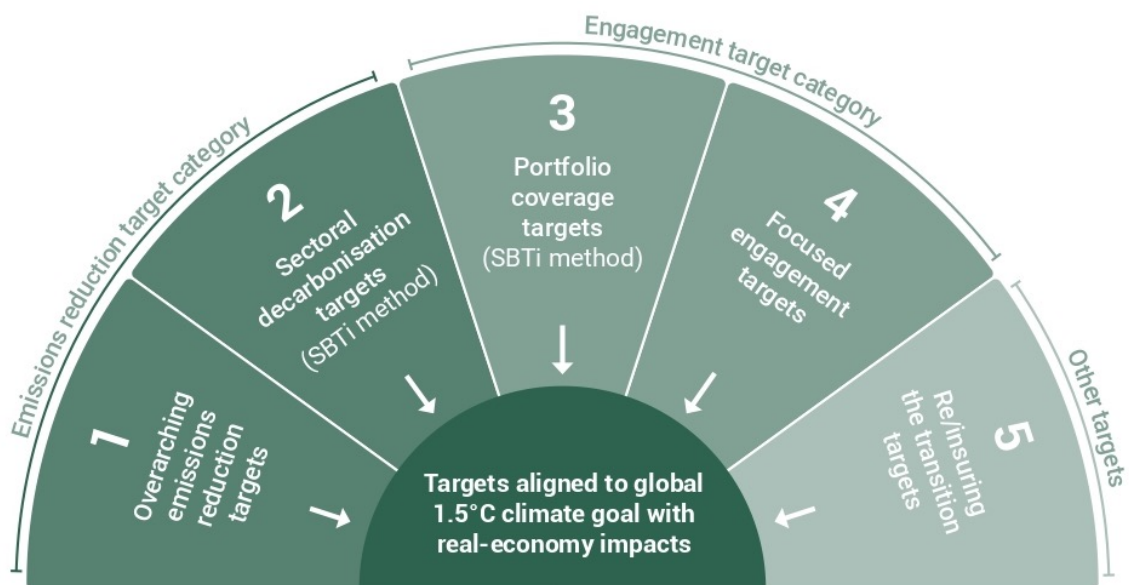 Emissions reduction target category
Engagement target category
Other targets
1
Overarching
emissions
reduction
targets
2
Sectoral
decarbonisation
targets
(SBTi method)
3
Portfolio
coverage
targets
(SBTi method)
4
Focused
engagement
targets
5
Re/insuring
the transition
targets
Targets aligned to global
1.5°C climate goal with
real-economy impacts